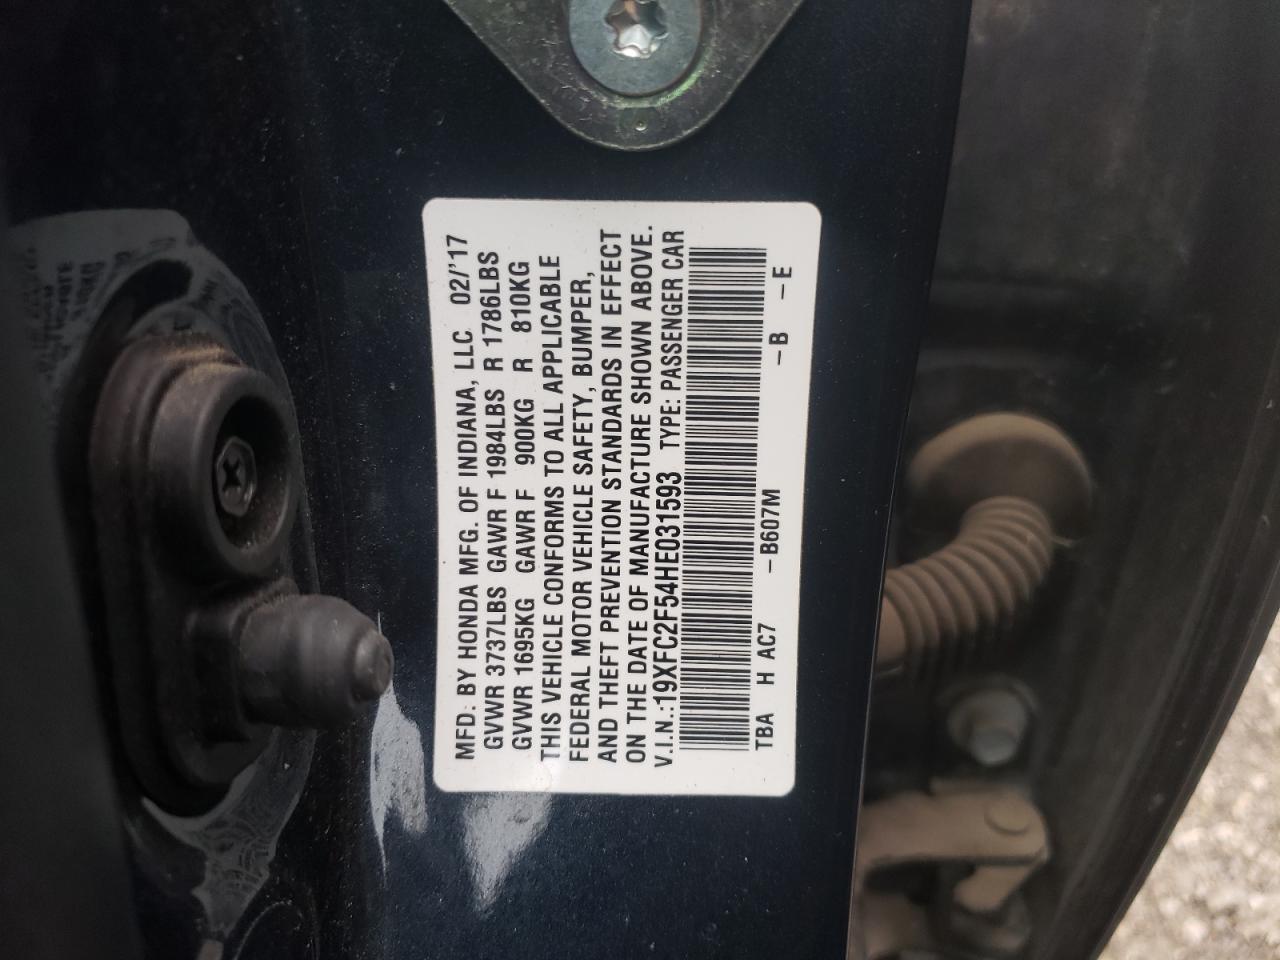 MFD. BY HONDA MFG. OF INDIANA, LLC 02/'17
GVWR 3737LBS GAWR F 1984LBS R 1786LBS
GVWR 1695KG GAWR F 900KG R 810KG
THIS VEHICLE CONFORMS TO ALL APPLICABLE
FEDERAL MOTOR VEHICLE SAFETY, BUMPER,
AND THEFT PREVENTION STANDARDS IN EFFECT
ON THE DATE OF MANUFACTURE SHOWN ABOVE.
V.I.N.:19XFC2F54HE031593 TYPE: PASSENGER CAR
TBA H AC7 -B607M -B -E